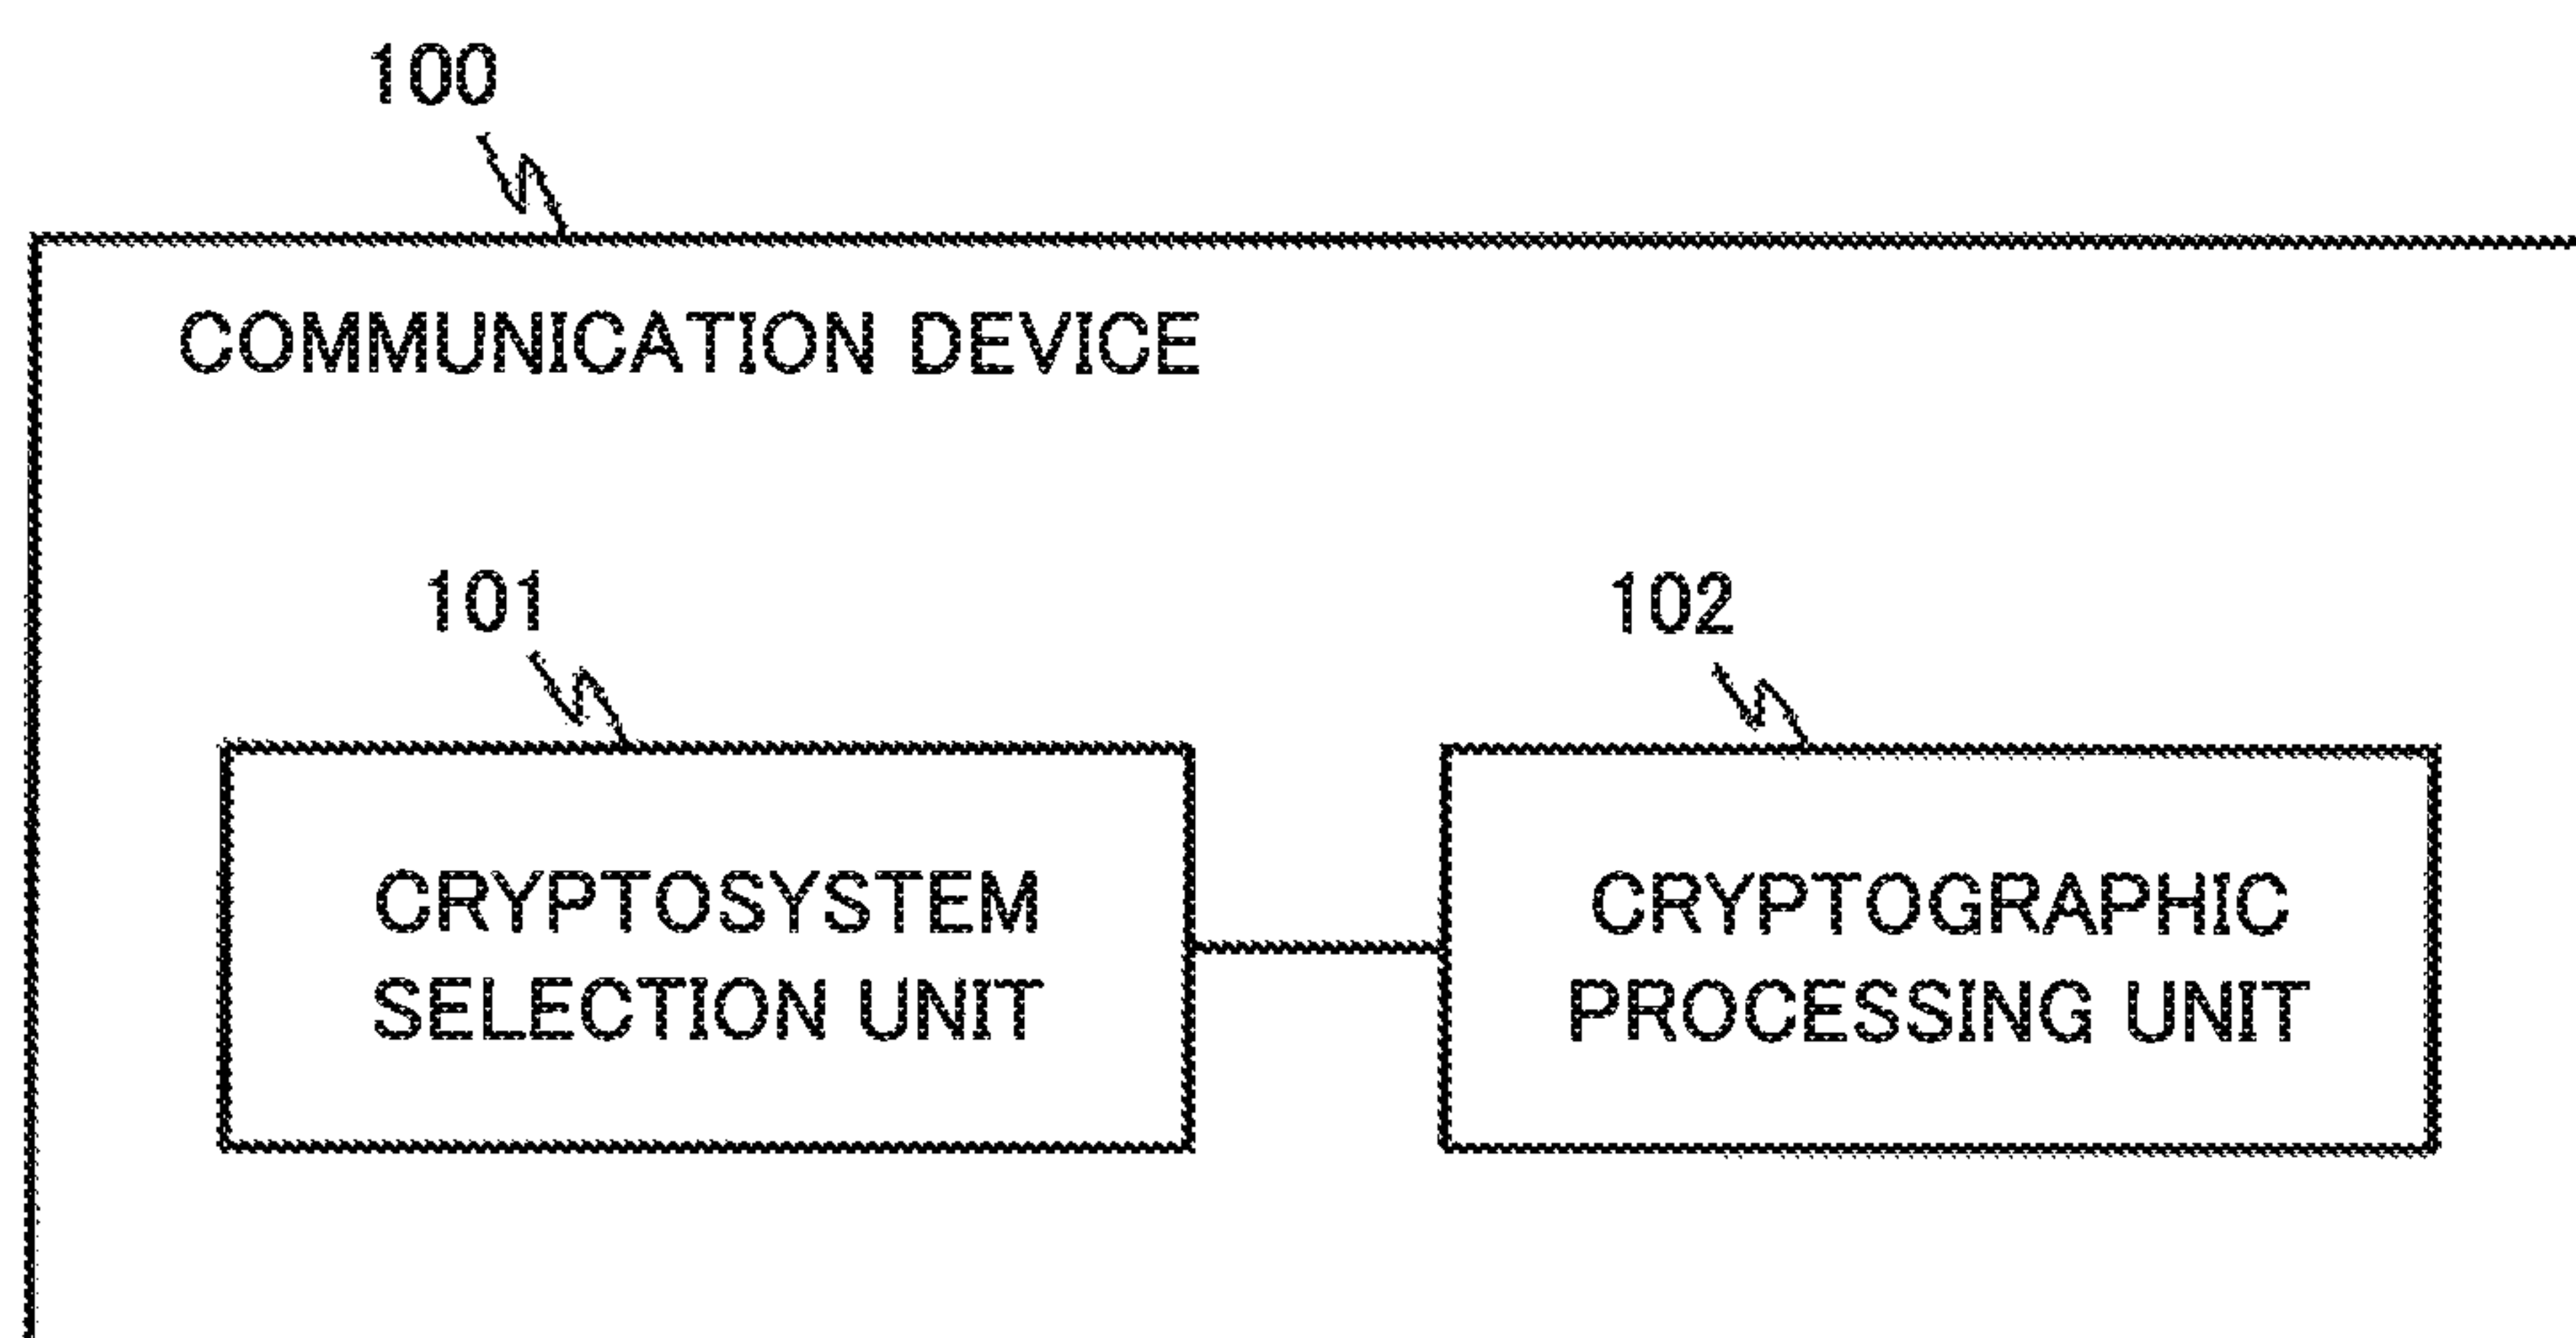 100
COMMUNICATION DEVICE
101
102
CRYPTOSYSTEM
SELECTION UNIT
CRYPTOGRAPHIC
PROCESSING UNIT